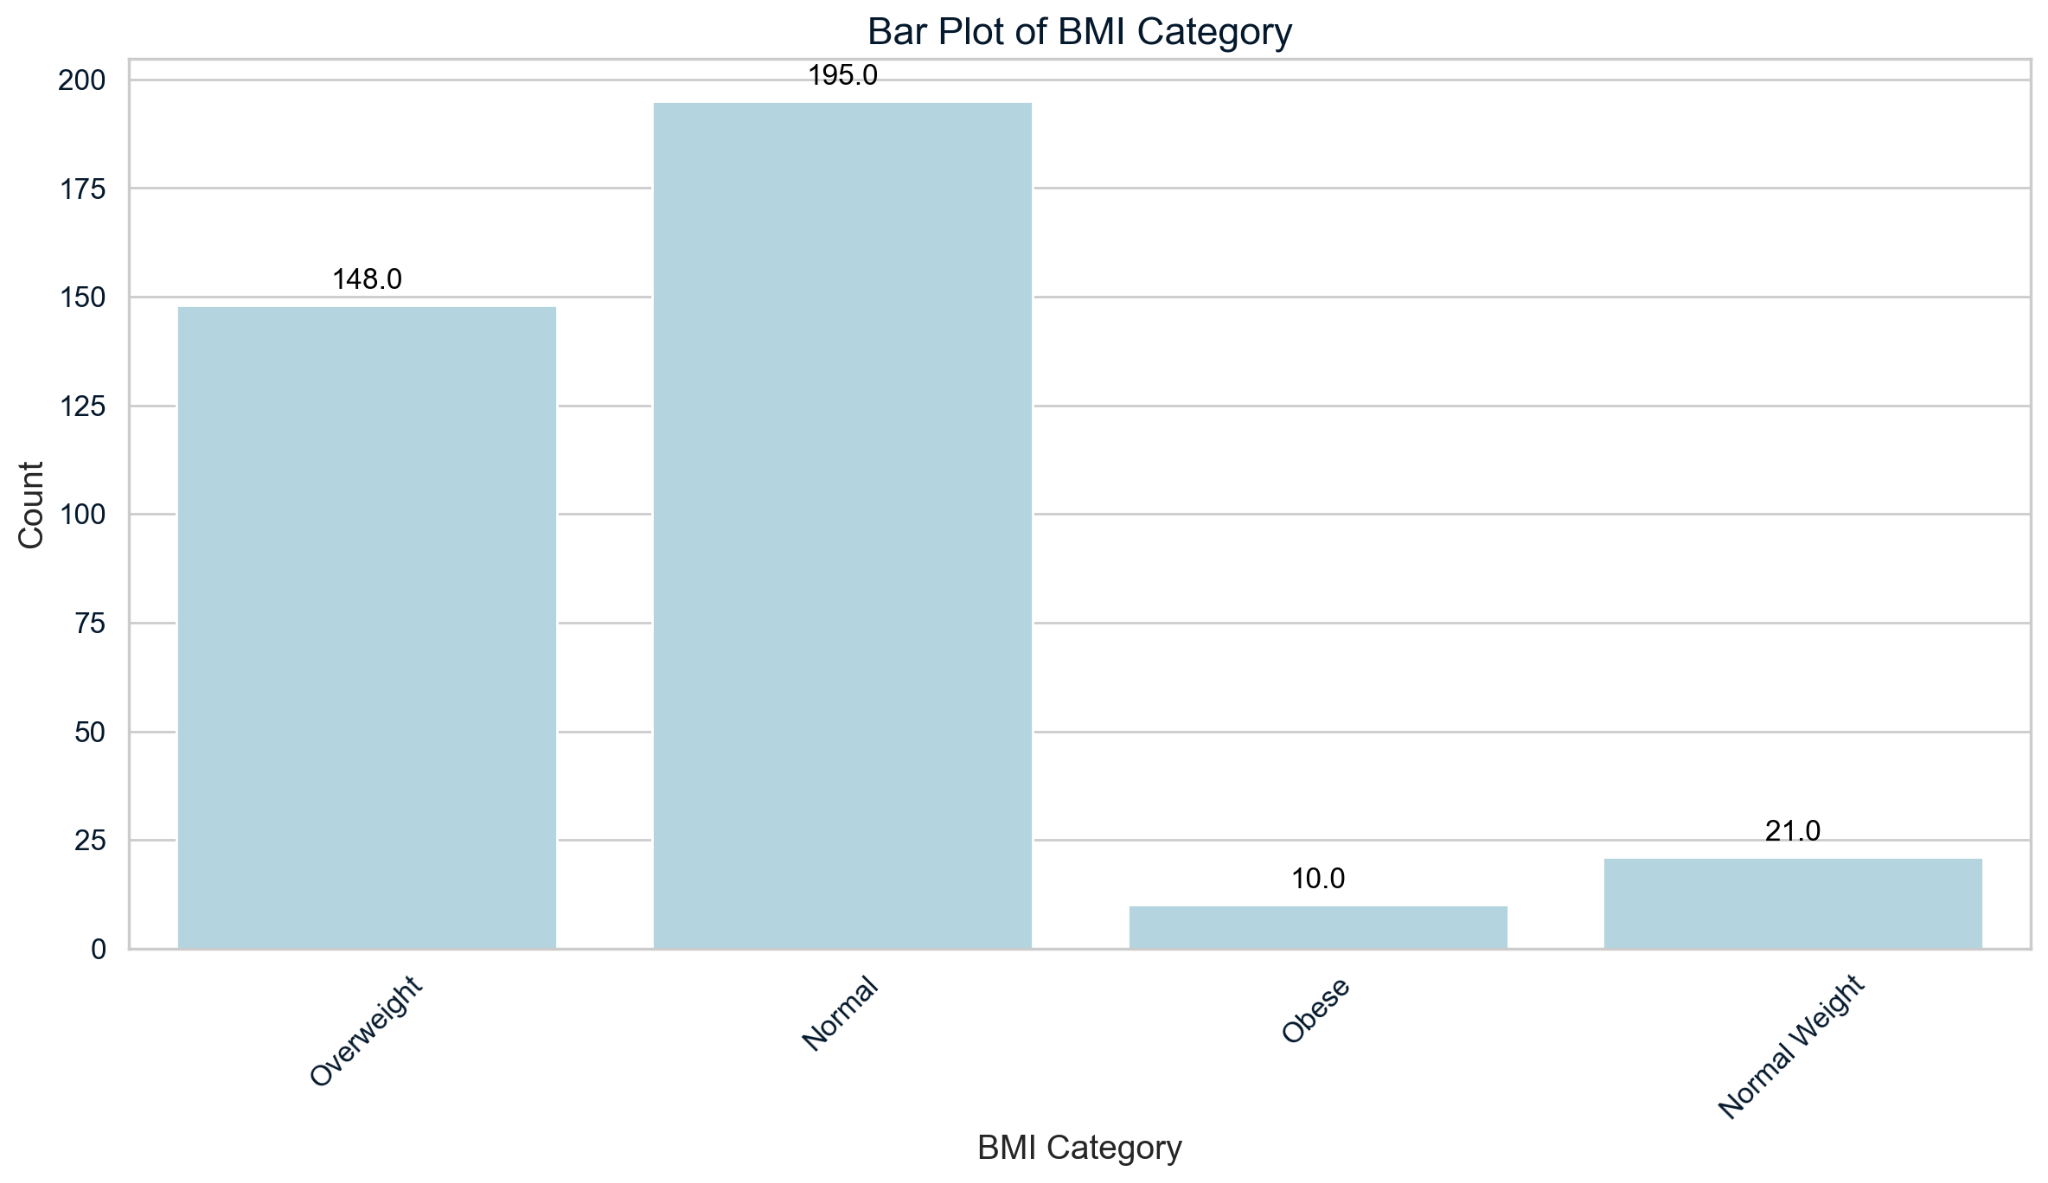 Bar Plot of BMI Category
200
175
150
125
100
75
50
25
0
Count
148.0
195.0
10.0
21.0
Overweight
Normal
Obese
Normal Weight
BMI Category